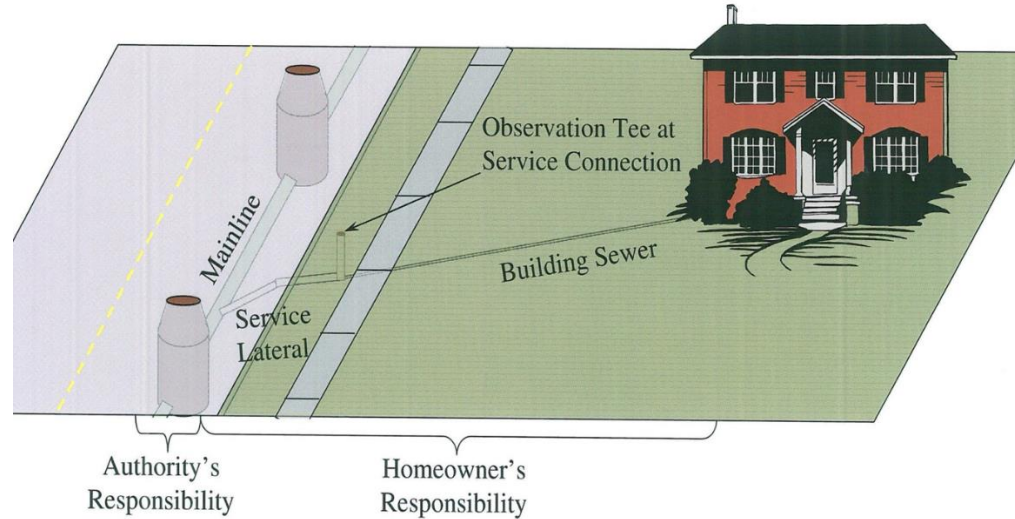 Observation Tee at
Service Connection
Mainline
Building Sewer
Service
Lateral
Authority's
Responsibility
Homeowner's
Responsibility